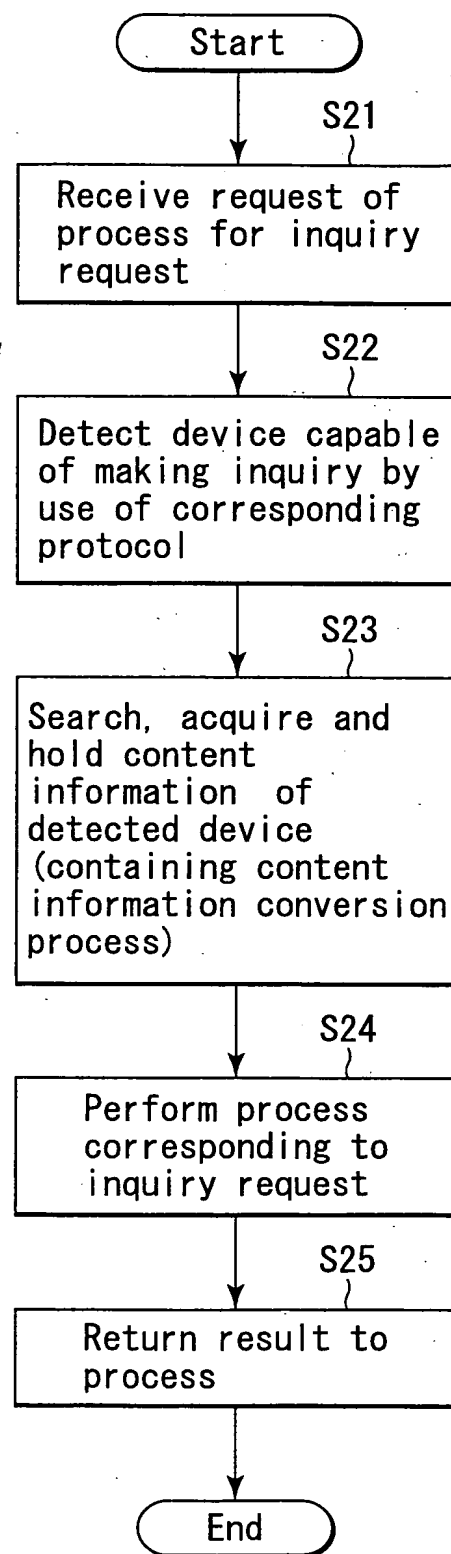 Start
S21
Receive request of
process for inquiry
request
S22
Detect device capable
of making inquiry by
use of corresponding
protocol
S23
Search, acquire and
hold content
information of
detected device
(containing content
information conversion
process)
S24
Perform process
corresponding to
inquiry request
S25
Return result to
process
End